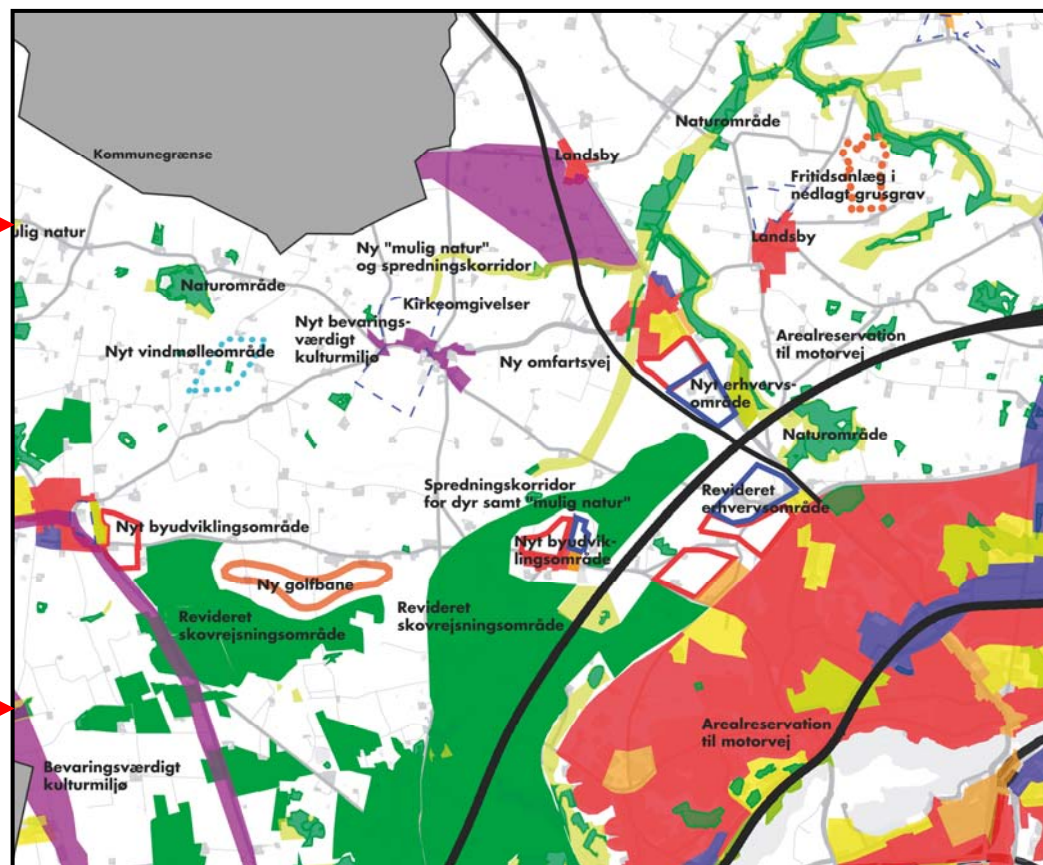 Kommunegrænse
Landsby
Naturområde
Fritidsanlæg i
nedlagt grusgrav
ulig natur
Ny "mulig natur"
og spredningskorridor
Landsby
Naturområde
Kirkeomgivelser
Nyt bevarings-
værdigt
kulturmiljø
Nyt vindmølleområde
Ny omfartsvej
Arealreservation
til motorvej
Nyt erhvervs-
område
Naturområde
Spredningskorridor
for dyr samt "mulig natur"
Revideret
erhvervsområde
Nyt byudviklingsområde
Nyt byudvik-
lingsområde
Ny golfbane
Revideret
skovrejsningsområde
Revideret
skovrejsningsområde
Arealreservation
til motorvej
Bevaringsværdigt
kulturmiljø